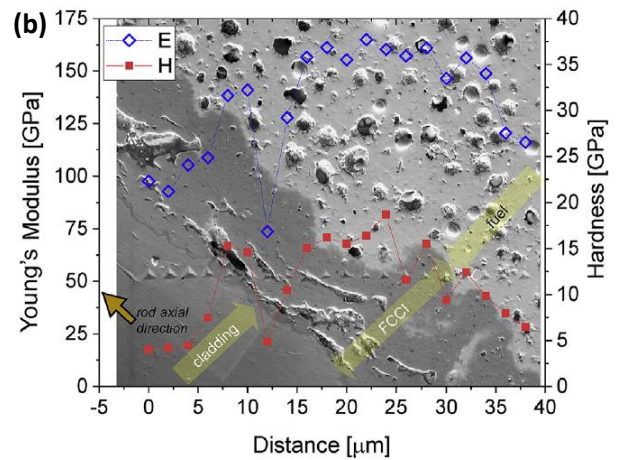 (b)
175
150
125
100
75
50
25
0
Young's Modulus [GPa]
E
H
40
35
30
25
20
15
10
5
0
Hardness [GPa]
rod axial
direction
cladding
FCCI
fuel
-5 0 5 10 15 20 25 30 35 40
Distance [μm]